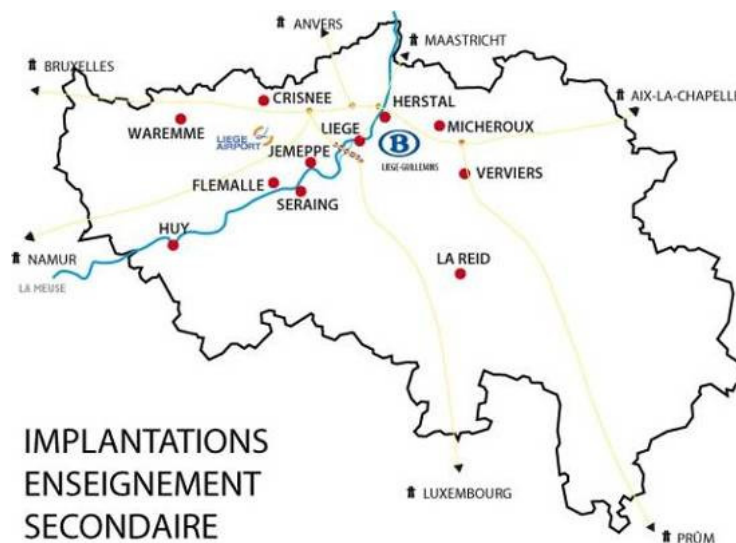 ANVERS
MAASTRICHT
BRUXELLES
AIX-LA-CHAPELLE
CRISNEE
HERSTAL
WAREMME
LIEGE
MICHEROUX
LIEGE
AIRPORT
B
JEMEPPE
LIEGE-GUILLEMINS
FLEMALLE
VERVIERS
SERAING
HUY
NAMUR
LA REID
LA MEUSE
IMPLANTATIONS
ENSEIGNEMENT
SECONDAIRE
LUXEMBOURG
PRÜM